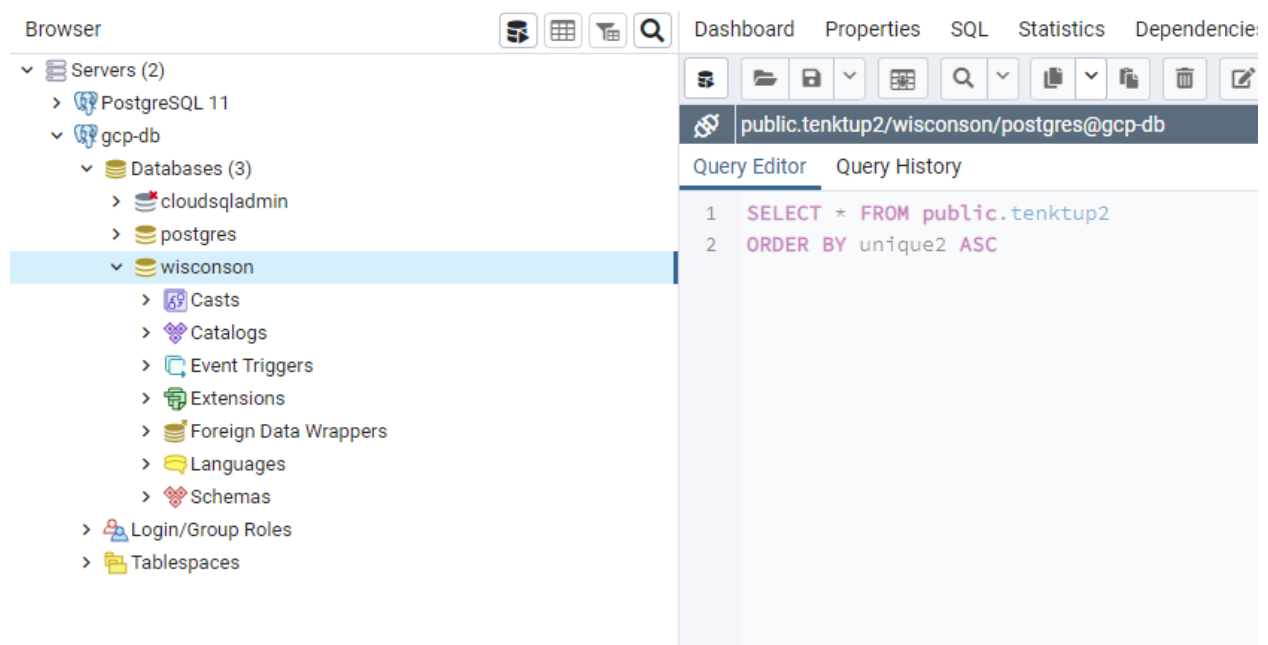 Browser
Servers (2)
PostgreSQL 11
gcp-db
Databases (3)
cloudsqladmin
postgres
wisconson
Casts
Catalogs
Event Triggers
Extensions
Foreign Data Wrappers
Languages
Schemas
Login/Group Roles
Tablespaces
Dashboard Properties SQL Statistics Dependencies
public.tenktup2/wisconson/postgres@gcp-db
Query Editor Query History
1 SELECT * FROM public.tenktup2
2 ORDER BY unique2 ASC